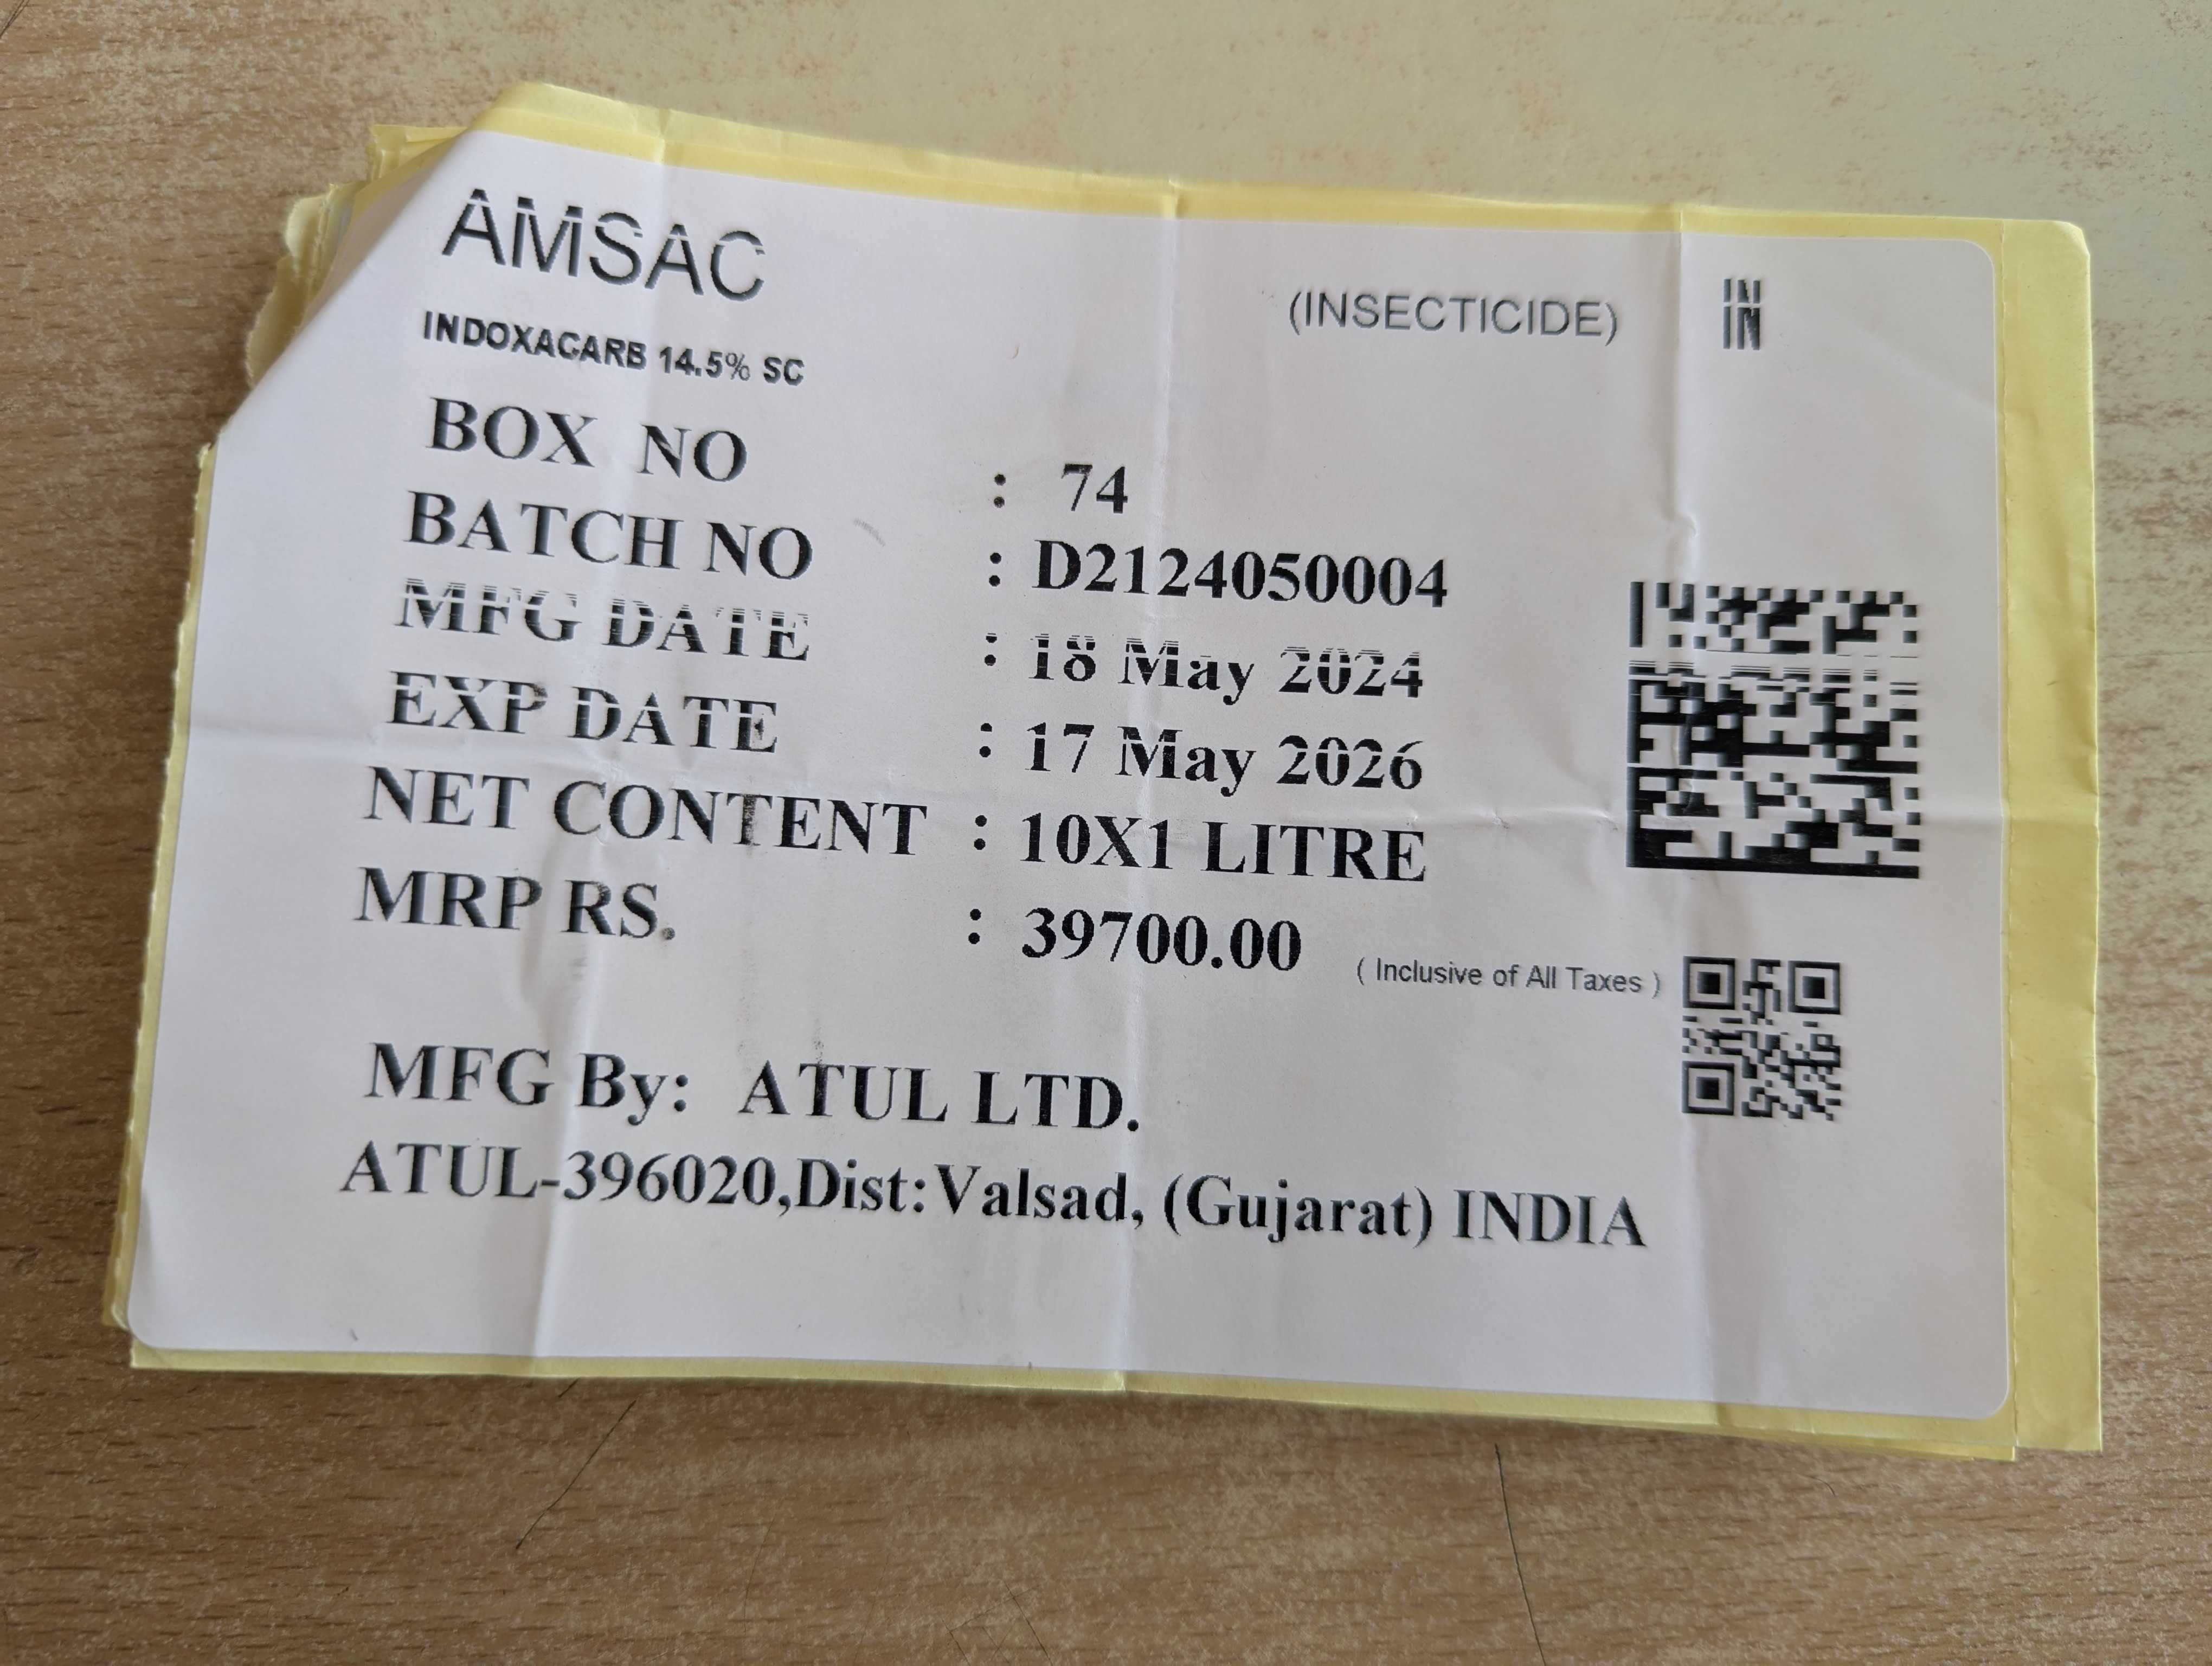 AMSAC
(INSECTICIDE)
IN
IN
INDOXACARB 14.5% SC
BOX NO : 74
BATCH NO : D2124050004
MFG DATE : 18 May 2024
EXP DATE : 17 May 2026
NET CONTENT : 10X1 LITRE
MRP RS. : 39700.00 ( Inclusive of All Taxes )
MFG By: ATUL LTD.
ATUL-396020,Dist:Valsad, (Gujarat) INDIA